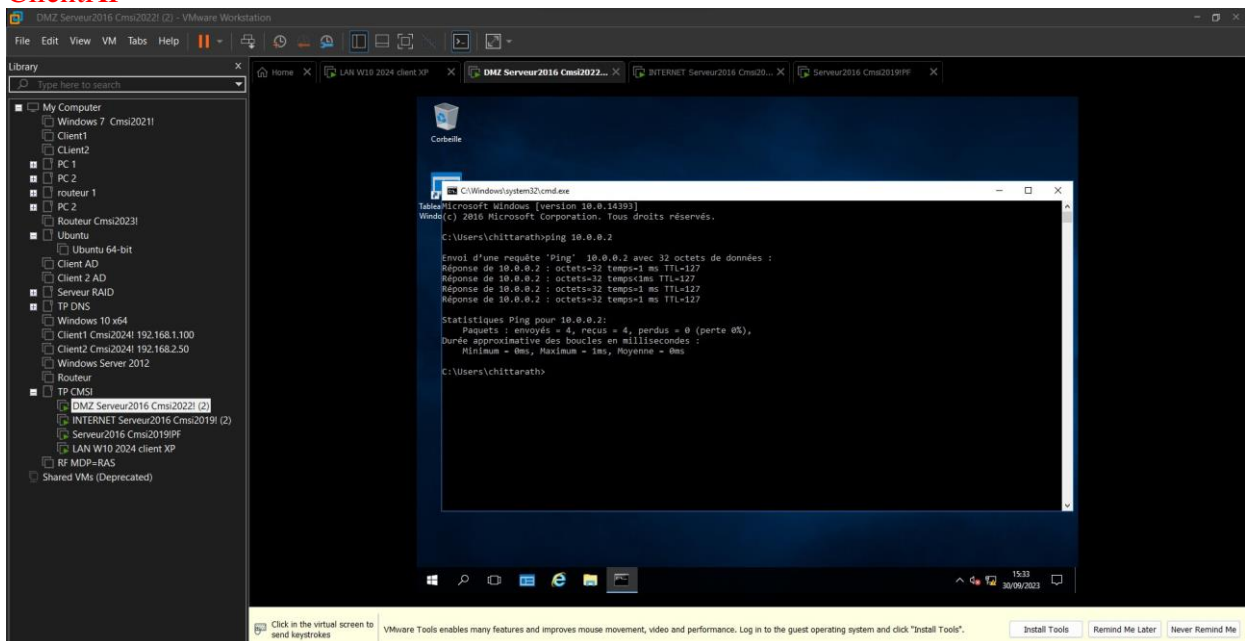 ClientXP
DMZ Serveur2016 Cmsi2022! (2) - VMware Workstation
File Edit View VM Tabs Help
Library X
Type here to search
Home X LAN W10 2024 client XP X DMZ Serveur2016 Cmsi2022... X INTERNET Serveur2016 Cmsi20... X Serveur2016 Cmsi2019!PF X
My Computer
Windows 7 Cmsi2021!
Client1
CLient2
PC 1
PC 2
routeur 1
PC 2
Routeur Cmsi2023!
Ubuntu
Ubuntu 64-bit
Client AD
Client 2 AD
Serveur RAID
TP DNS
Windows 10 x64
Client1 Cmsi2024! 192.168.1.100
Client2 Cmsi2024! 192.168.2.50
Windows Server 2012
Routeur
TP CMSI
DMZ Serveur2016 Cmsi2022! (2)
INTERNET Serveur2016 Cmsi2019! (2)
Serveur2016 Cmsi2019!PF
LAN W10 2024 client XP
RF MDP=RAS
Shared VMs (Deprecated)
Corbeille
Tablea
Windo
C:\Windows\system32\cmd.exe
Microsoft Windows [version 10.0.14393]
(c) 2016 Microsoft Corporation. Tous droits réservés.
C:\Users\chittarath>ping 10.0.0.2
Envoi d'une requête 'Ping' 10.0.0.2 avec 32 octets de données :
Réponse de 10.0.0.2 : octets=32 temps=1 ms TTL=127
Réponse de 10.0.0.2 : octets=32 temps<1ms TTL=127
Réponse de 10.0.0.2 : octets=32 temps=1 ms TTL=127
Réponse de 10.0.0.2 : octets=32 temps=1 ms TTL=127
Statistiques Ping pour 10.0.0.2:
Paquets : envoyés = 4, reçus = 4, perdus = 0 (perte 0%),
Durée approximative des boucles en millisecondes :
Minimum = 0ms, Maximum = 1ms, Moyenne = 0ms
C:\Users\chittarath>
15:33
30/09/2023
Click in the virtual screen to
send keystrokes
VMware Tools enables many features and improves mouse movement, video and performance. Log in to the guest operating system and click "Install Tools".
Install Tools Remind Me Later Never Remind Me